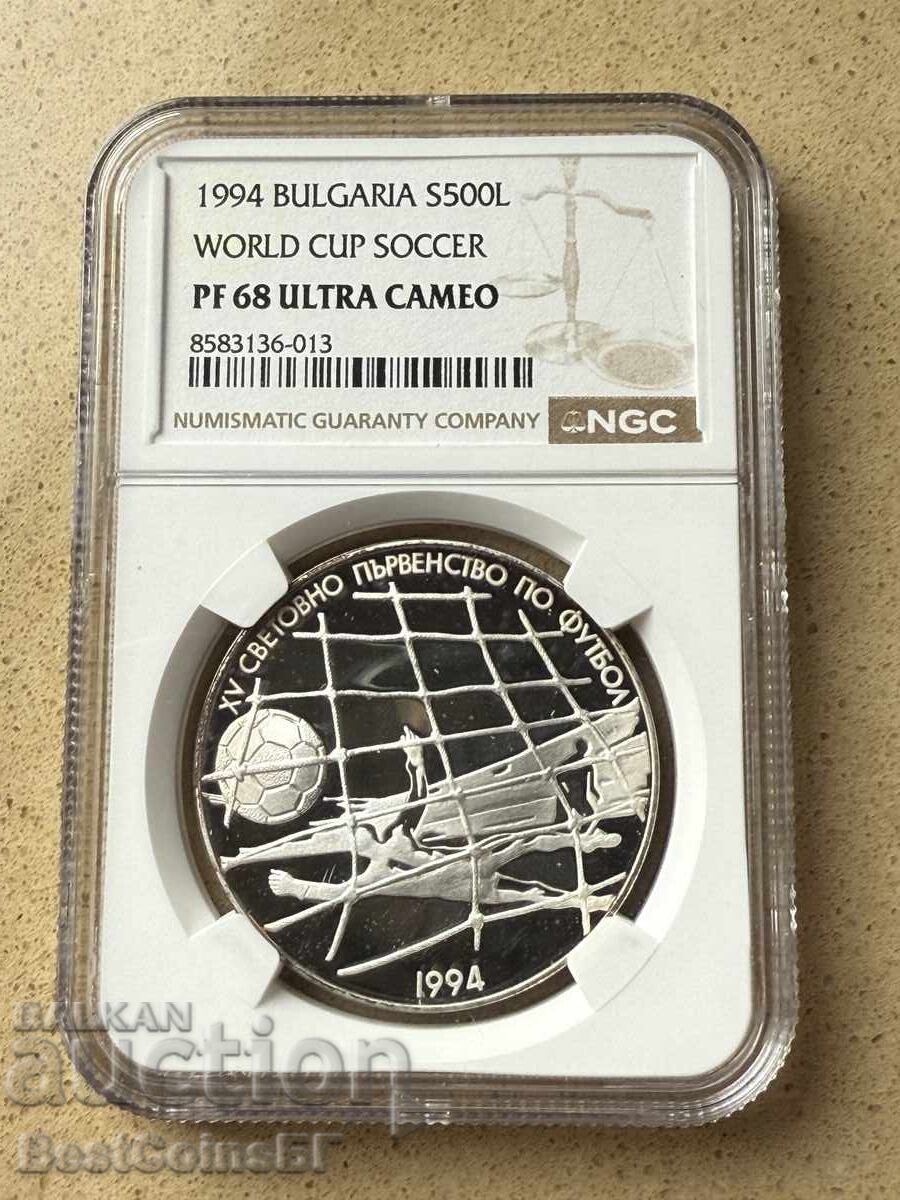 1994 BULGARIA S500L
WORLD CUP SOCCER
PF 68 ULTRA CAMEO
8583136-013
NUMISMATIC GUARANTY COMPANY
NGC
XV СВЕТОВНО ПЪРВЕНСТВО ПО ФУТБОЛ
1994
BALKAN
auction
BestCoinsБГ